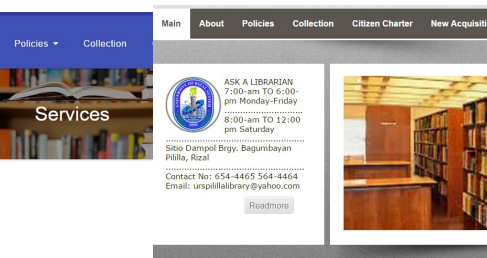 Policies Collection
Services
Main About Policies Collection Citizen Charter New Acquisiti
ASK A LIBRARIAN
7:00-am TO 6:00-
pm Monday-Friday
8:00-am TO 12:00
pm Saturday
Sitio Dampol Brgy. Bagumbayan
Pililla, Rizal
Contact No: 654-4465 564-4464
Email: urspilillalibrary@yahoo.com
Readmore